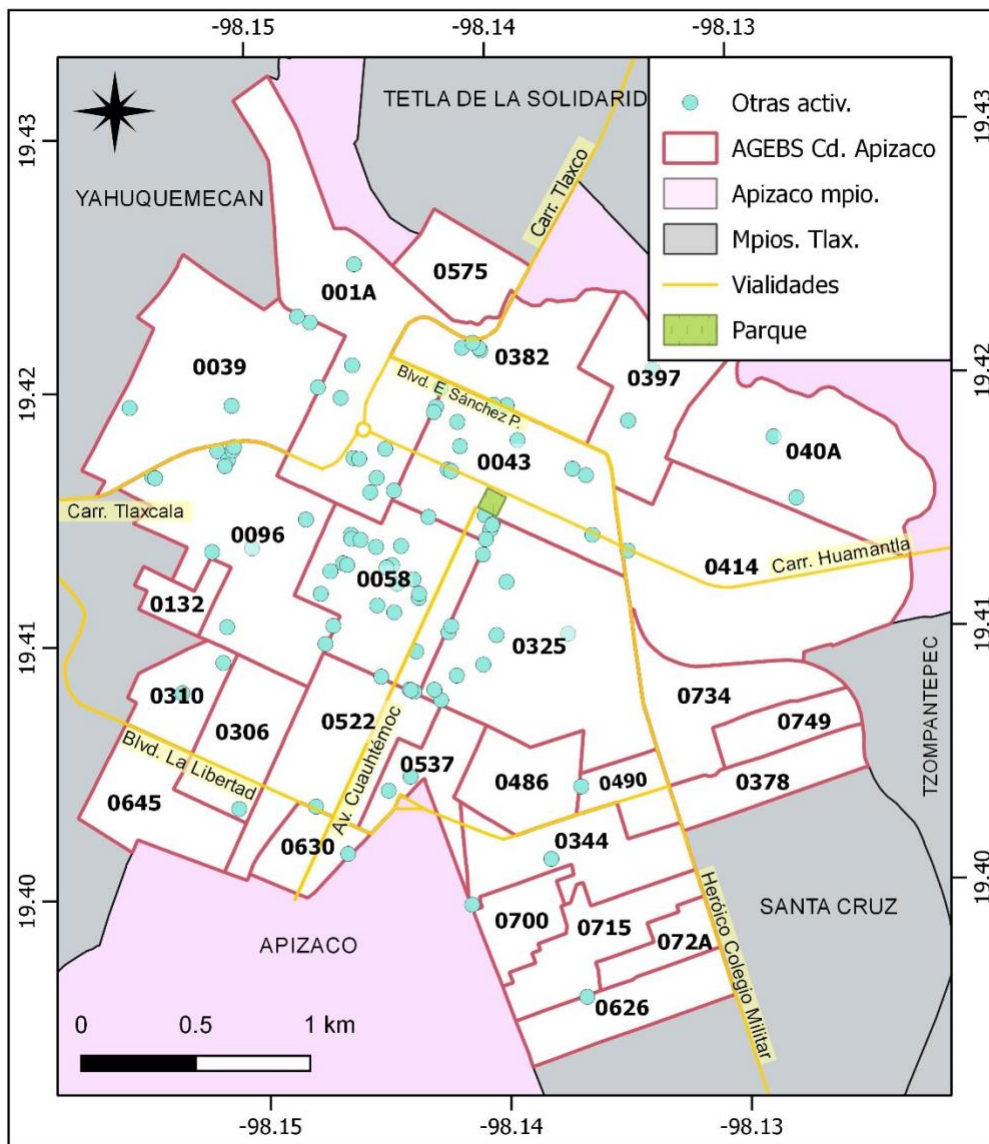 -98.15
-98.14
-98.13
19.43
19.42
19.41
19.40
19.43
19.42
19.41
19.40
TETLA DE LA SOLIDARID
YAHUQUEMECAN
Carr. Tlaxco
Otras activ.
AGEBS Cd. Apizaco
Apizaco mpio.
Mpios. Tlax.
Vialidades
Parque
0575
001A
0382
0397
0039
Blvd. E Sánchez P.
040A
0043
Carr. Tlaxcala
0096
Carr. Huamantla
0414
0058
0132
0325
0310
0306
0522
0734
0749
TZOMPANTEPEC
Blvd. La Libertad
Av. Cuauhtémoc
0537
0486
0490
0378
0645
0630
0344
Heróico Colegio Militar
SANTA CRUZ
0700
0715
072A
APIZACO
0626
0
0.5
1 km
-98.15
-98.14
-98.13